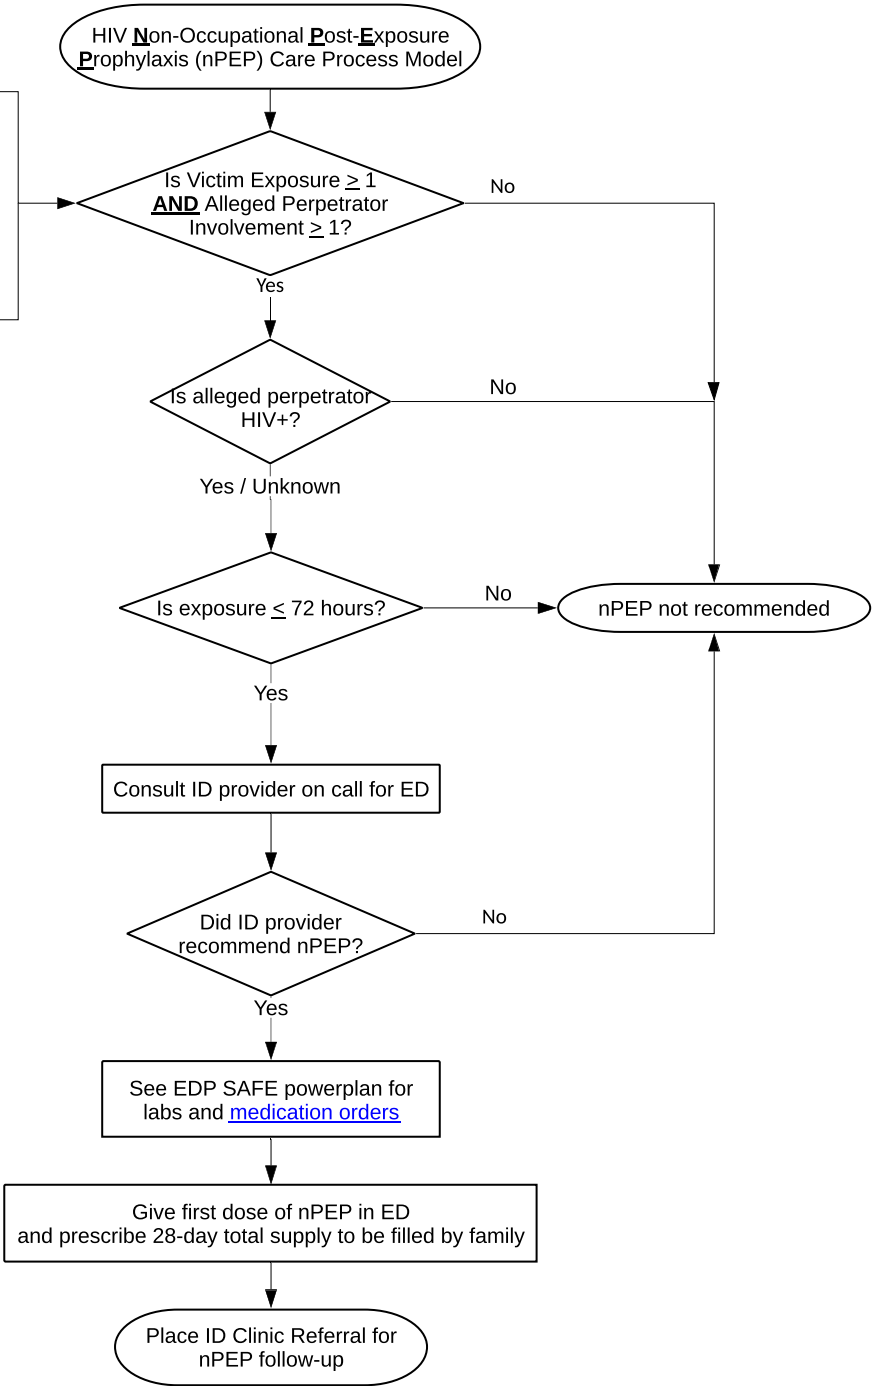 HIV Non-Occupational Post-Exposure
Prophylaxis (nPEP) Care Process Model
Is Victim Exposure > 1
AND Alleged Perpetrator
Involvement > 1?
No
Yes
Is alleged perpetrator
HIV+?
No
Yes / Unknown
Is exposure < 72 hours?
No
nPEP not recommended
Yes
Consult ID provider on call for ED
Did ID provider
recommend nPEP?
No
Yes
See EDP SAFE powerplan for
labs and medication orders
Give first dose of nPEP in ED
and prescribe 28-day total supply to be filled by family
Place ID Clinic Referral for
nPEP follow-up